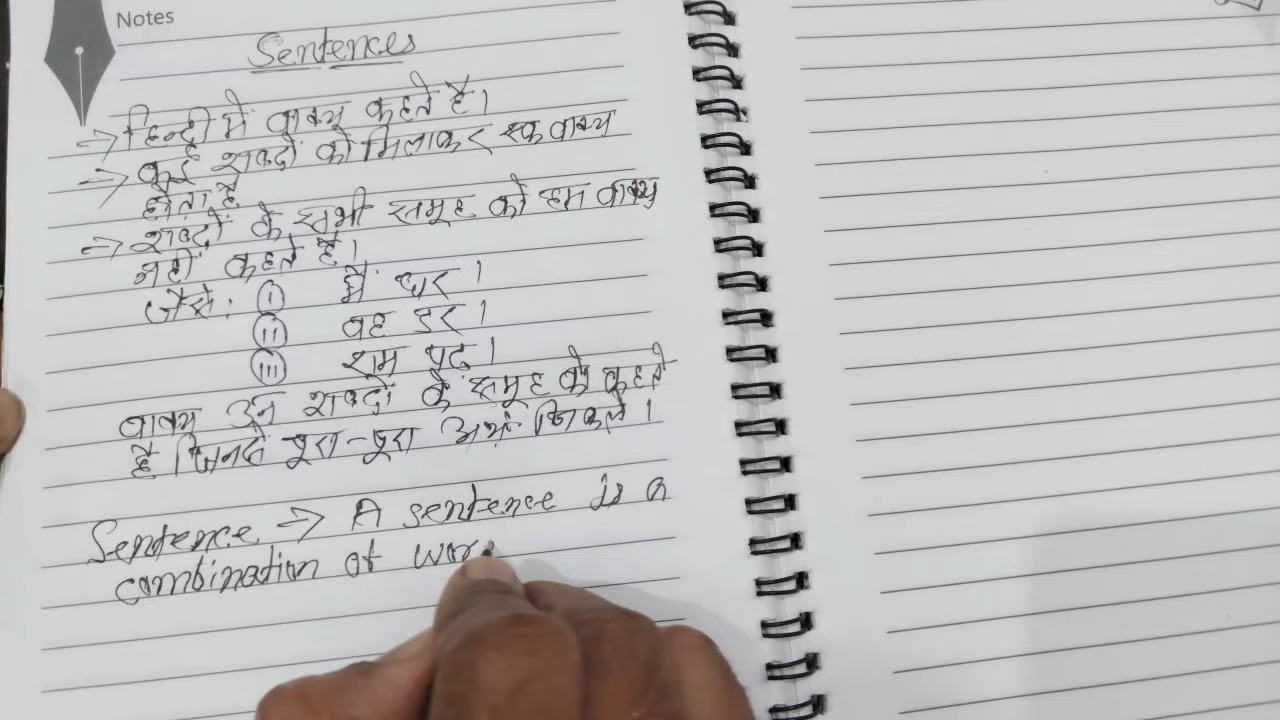 Notes
Sentences
→ हिन्दी में वाक्य कहते है।
→ कई शब्दों को मिलाकर एक वाक्य
होता है
→ शब्दों के सभी समूह को हम वाक्य
नहीं कहते है।
जैसे: (i) मैं घर।
(ii) वह डर।
(iii) राम पढ़।
वाक्य उन शब्दों के समूह को कहते
है जिनसे पूरा-पूरा अर्थ निकले।
Sentence → A sentence is a
combination of wor